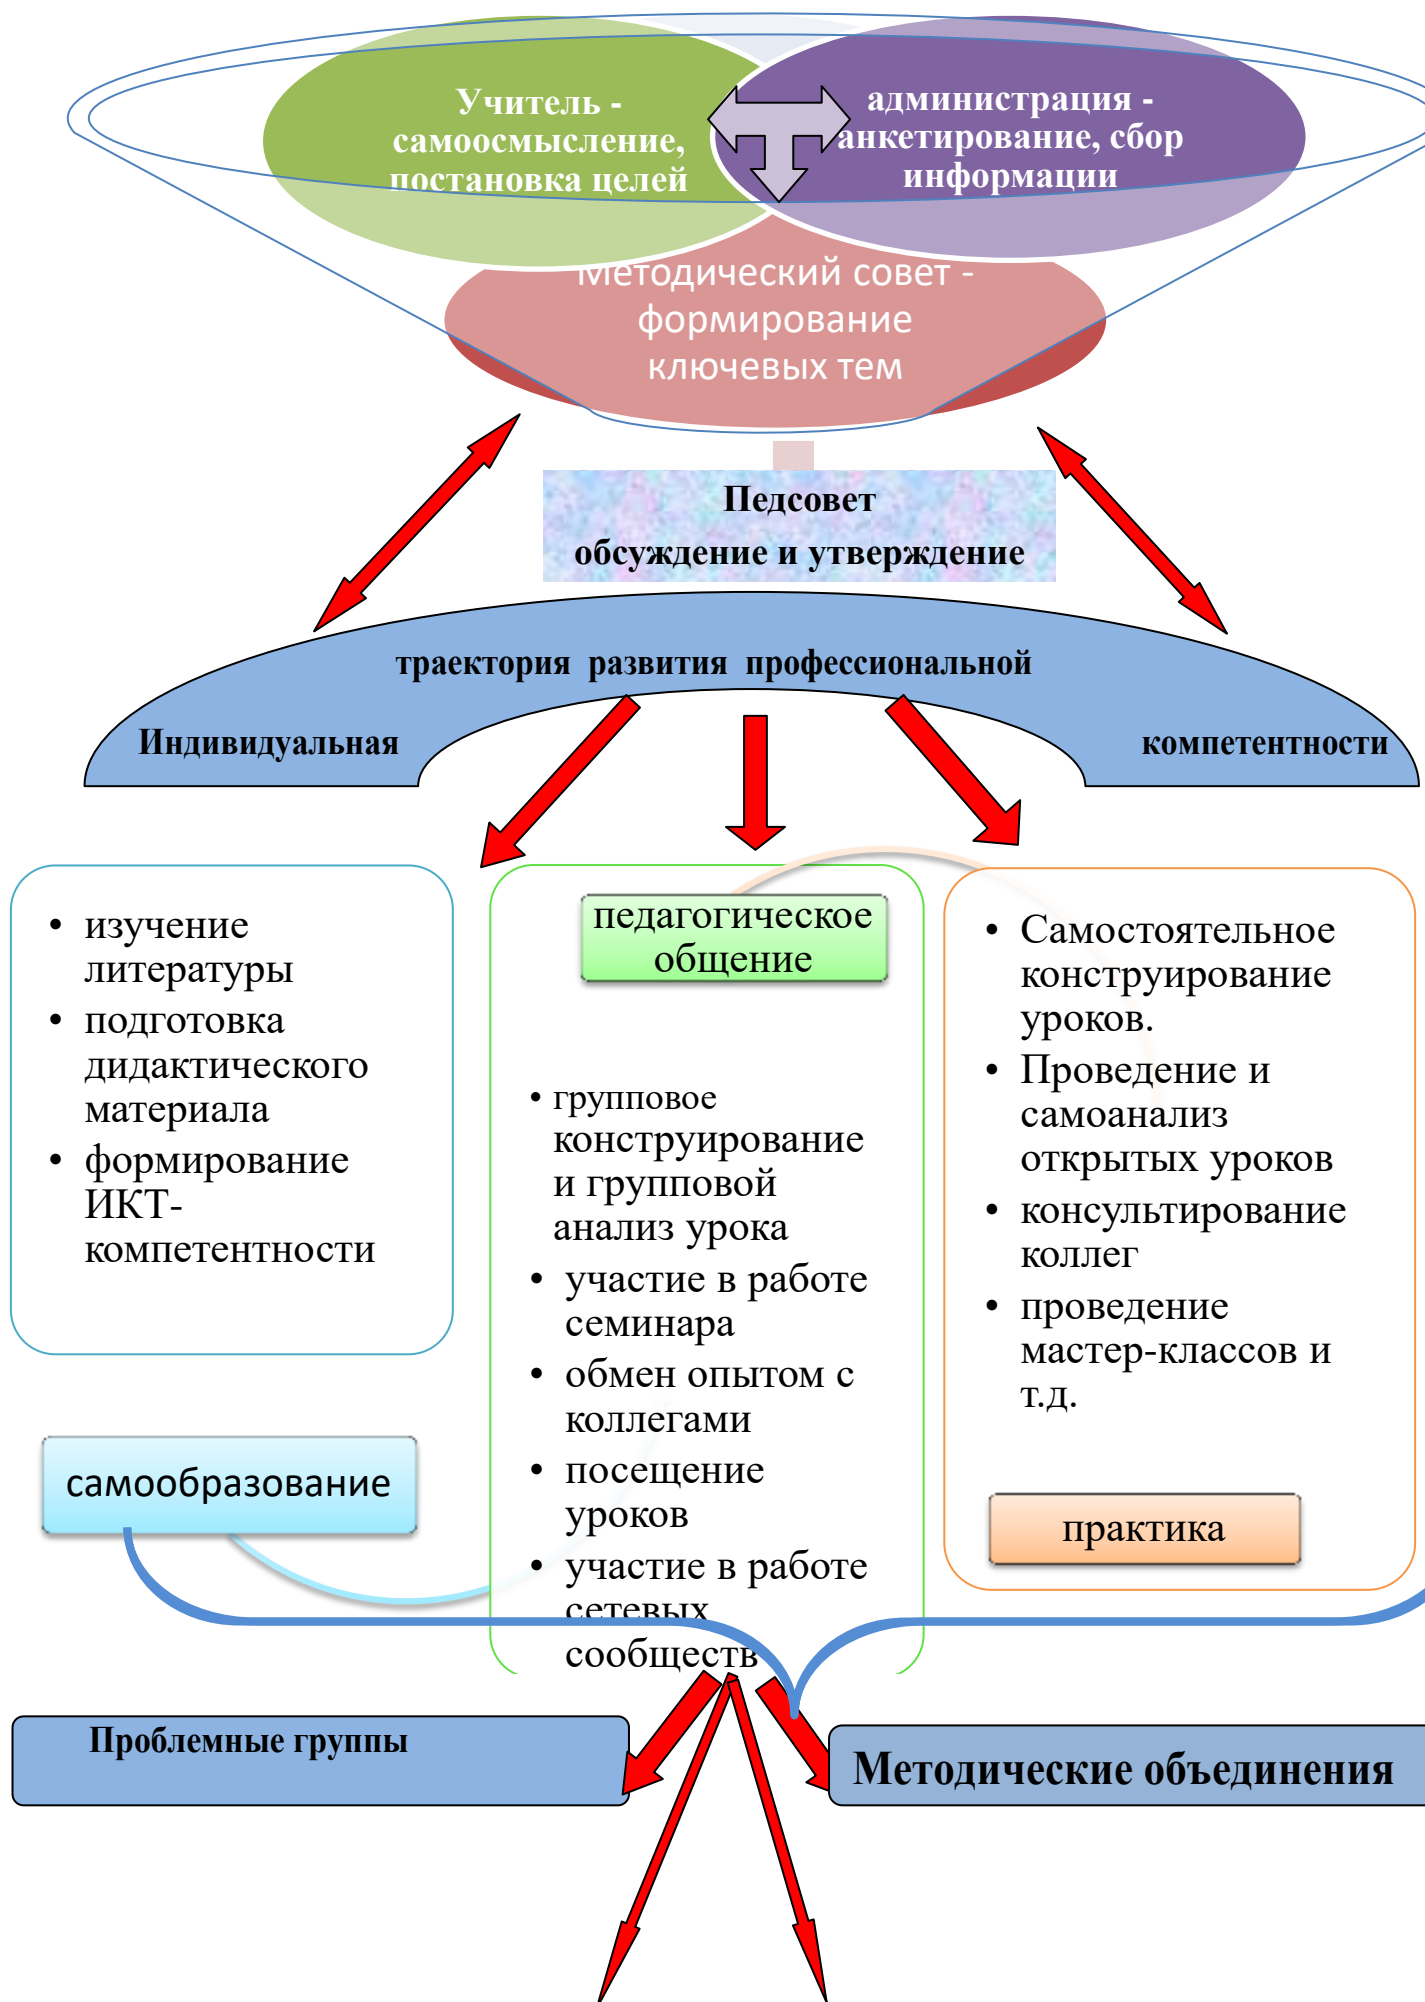 Учитель -
самоосмысление,
постановка целей
администрация -
анкетирование, сбор
информации
Методический совет -
формирование
ключевых тем
Педсовет
обсуждение и утверждение
траектория развития профессиональной
Индивидуальная
компетентности
• изучение
литературы
• подготовка
дидактического
материала
• формирование
ИКТ-
компетентности
самообразование
педагогическое
общение
• групповое
конструирование
и групповой
анализ урока
• участие в работе
семинара
• обмен опытом с
коллегами
• посещение
уроков
• участие в работе
сетевых
сообществ
• Самостоятельное
конструирование
уроков.
• Проведение и
самоанализ
открытых уроков
• консультирование
коллег
• проведение
мастер-классов и
т.д.
практика
Проблемные группы
Методические объединения